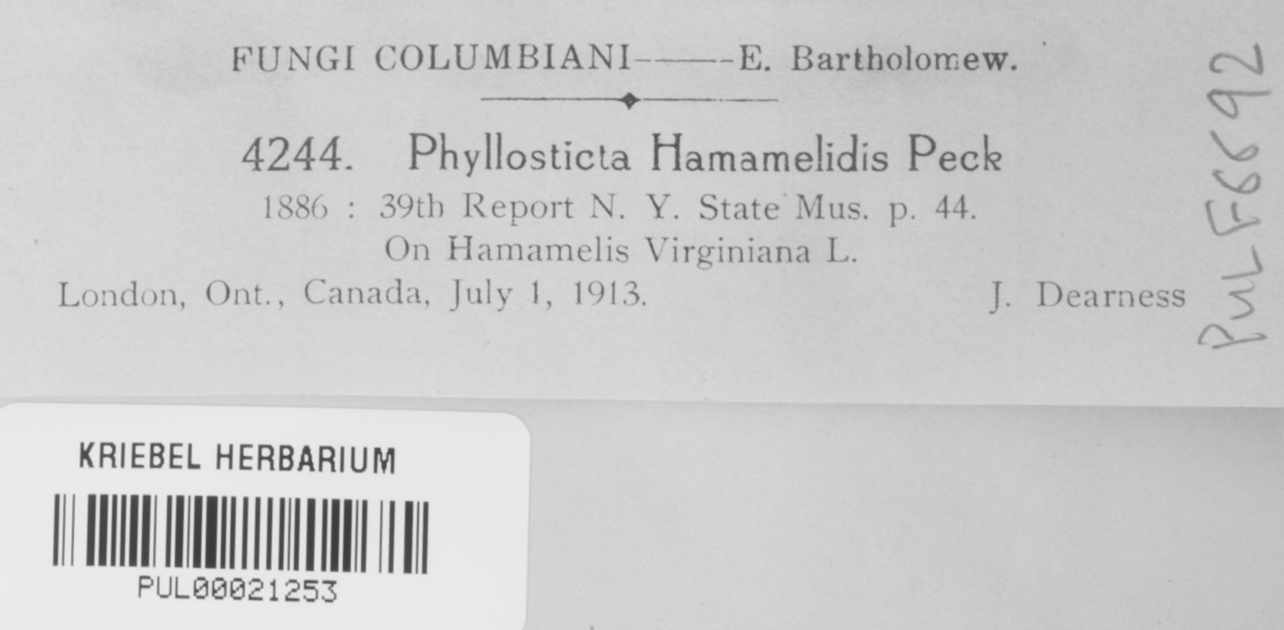 FUNGI COLUMBIANI———E. Bartholomew.
4244. Phyllosticta Hamamelidis Peck
1886 : 39th Report N. Y. State Mus. p. 44.
On Hamamelis Virginiana L.
London, Ont., Canada, July 1, 1913. J. Dearness
PUL F6692
KRIEBEL HERBARIUM
PUL00021253